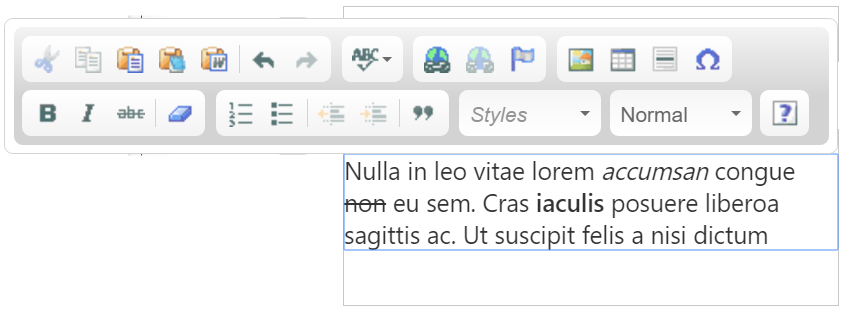 W
ABC
B I abc
Styles
Normal
?
Nulla in leo vitae lorem accumsan congue
non eu sem. Cras iaculis posuere liberoa
sagittis ac. Ut suscipit felis a nisi dictum